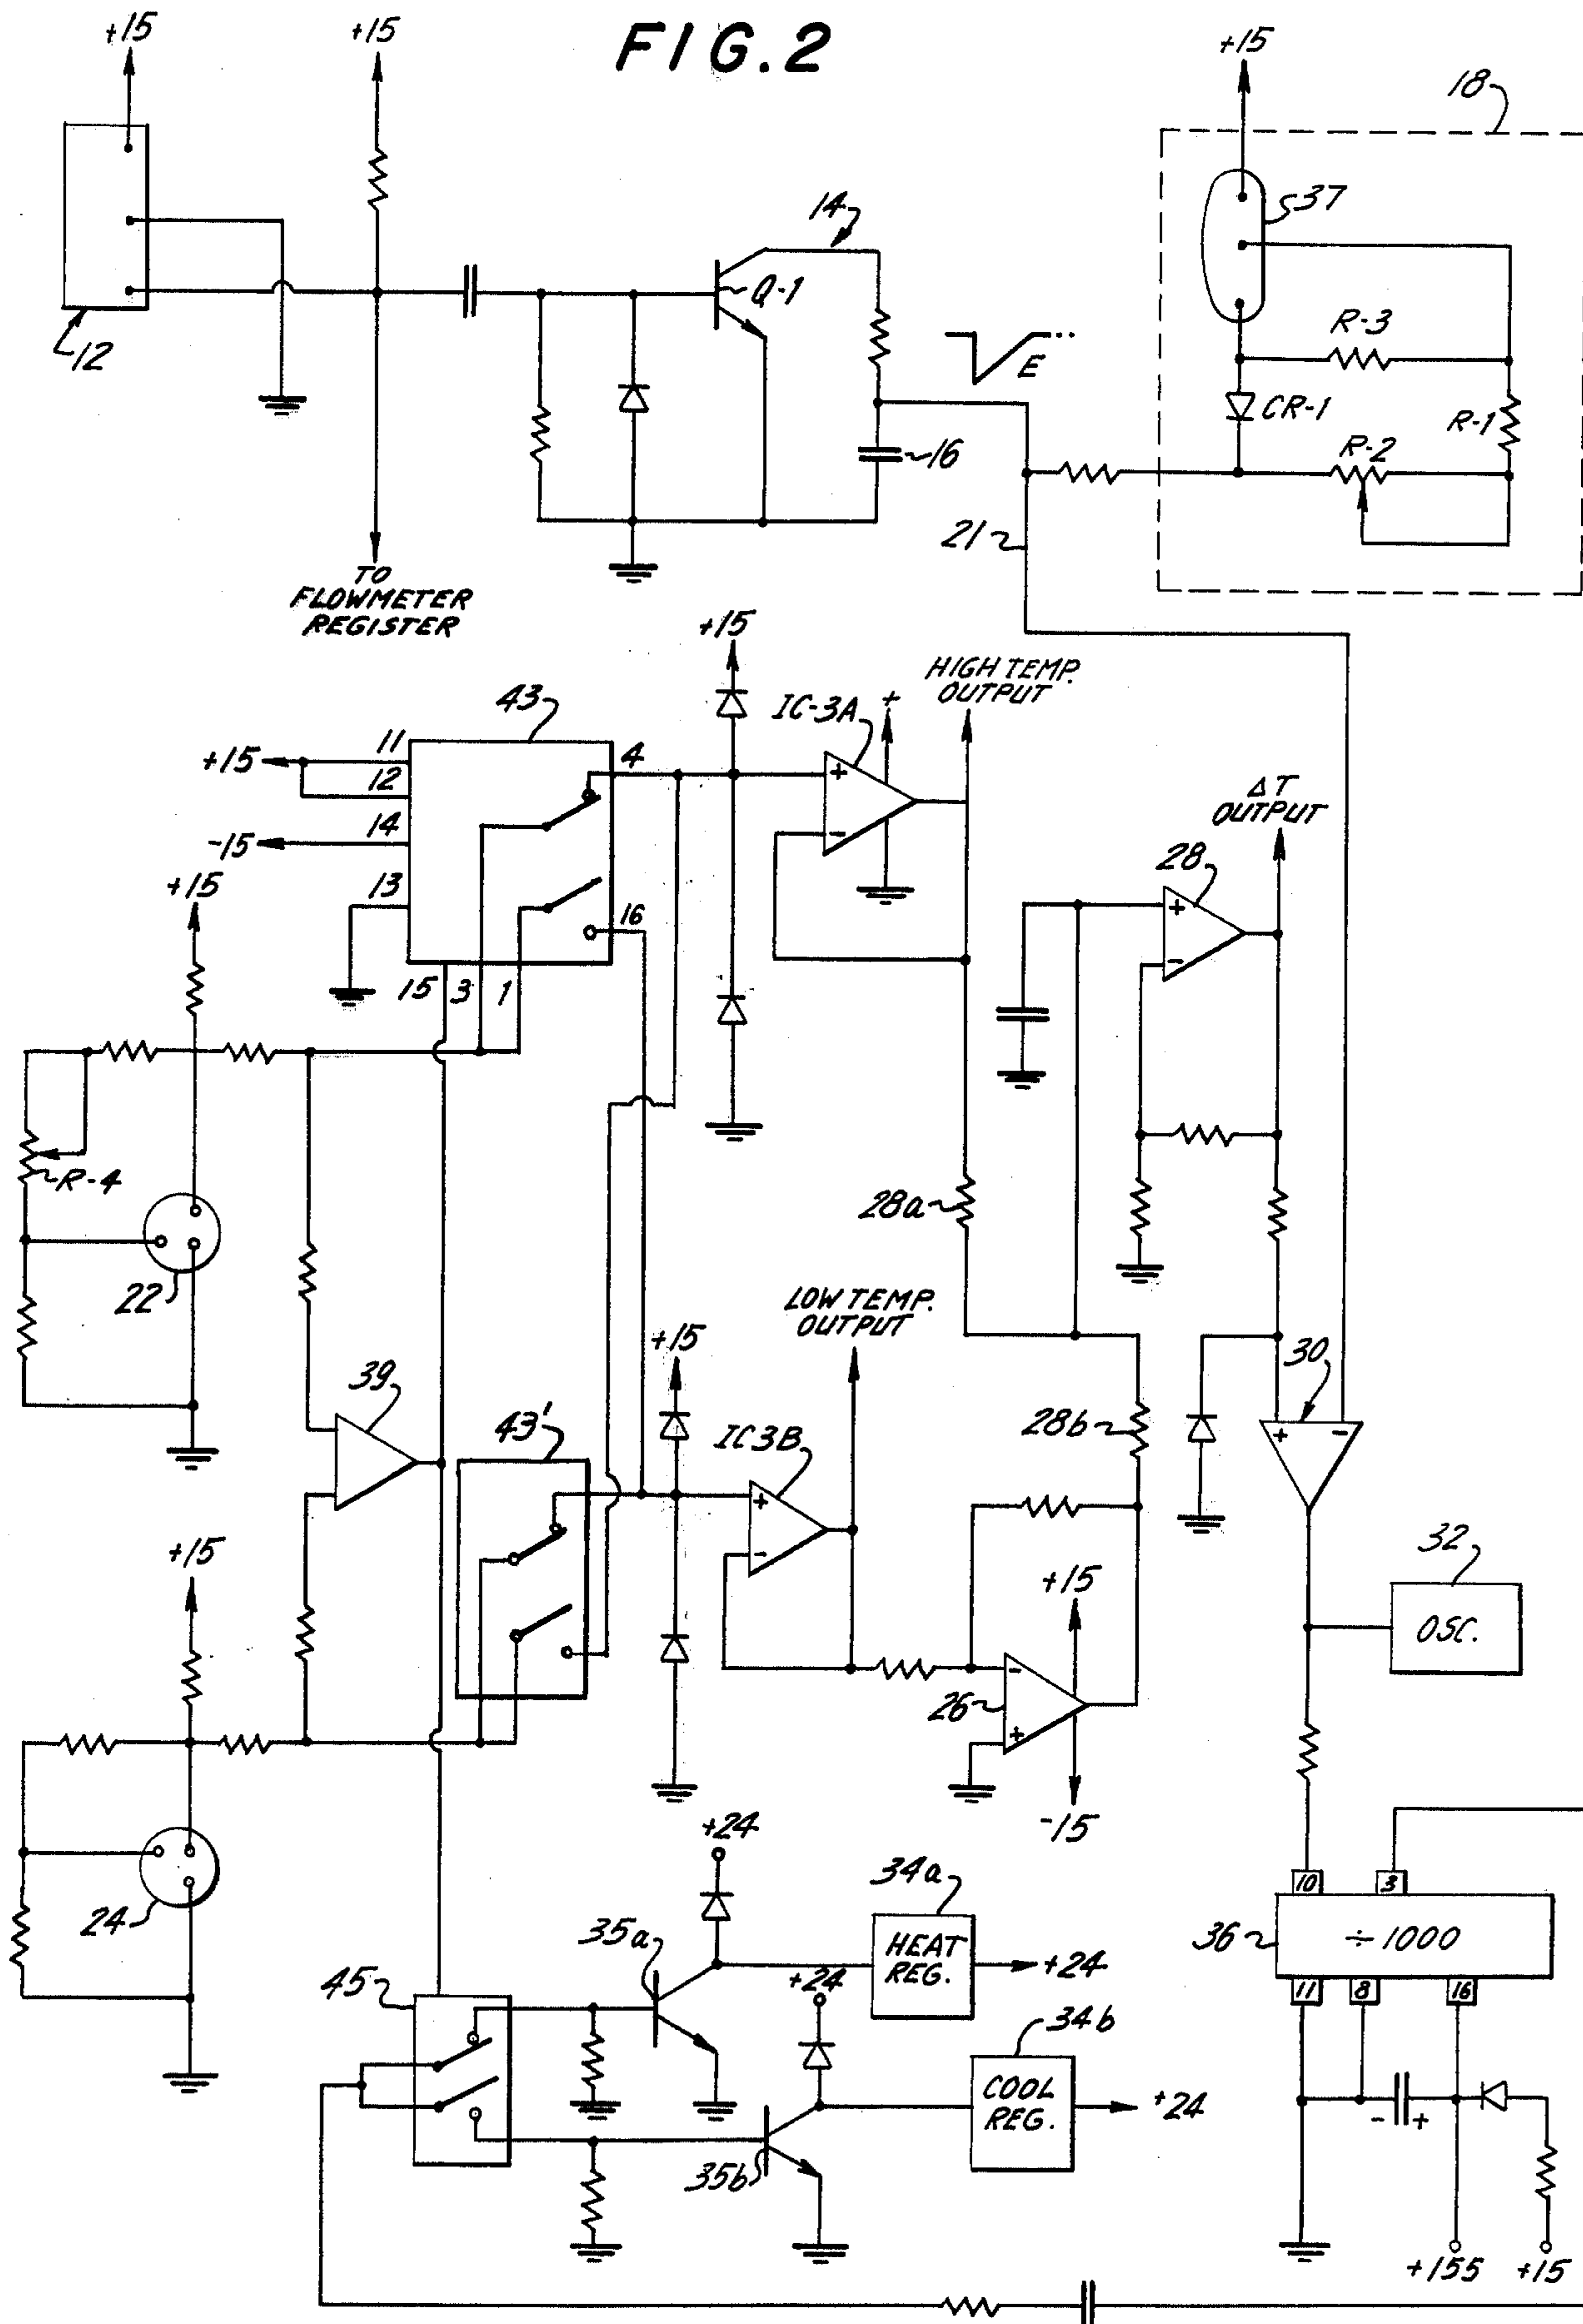 FIG.2
+15
+15
+15
18
37
14
Q-1
E
R-3
12
CR-1
R-1
R-2
16
21
TO
FLOWMETER
REGISTER
+15
HIGH TEMP.
OUTPUT
43
IC-3A
+
11
4
+15
12
+
ΔT
OUTPUT
14
-15
-
28
13
+15
16
+
15
3
1
-
R-4
28a
22
LOW TEMP.
OUTPUT
+15
30
39
43'
IC3B
28b
+
-
+
32
+15
-
+15
OSC.
-
26
+
-15
+24
34a
10
3
24
35a
HEAT
REG.
+24
36
÷1000
45
+24
11
8
16
34b
COOL
REG.
+24
-
+
35b
+155
+15